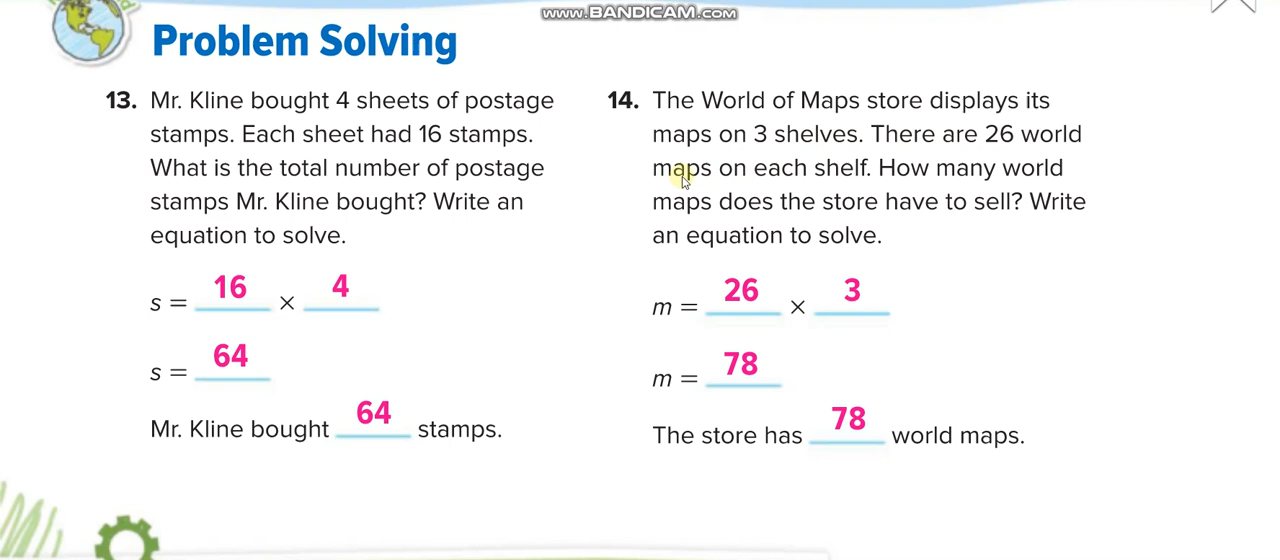 www.BANDICAM.com
Problem Solving
13. Mr. Kline bought 4 sheets of postage
stamps. Each sheet had 16 stamps.
What is the total number of postage
stamps Mr. Kline bought? Write an
equation to solve.
s = 16 × 4
s = 64
Mr. Kline bought 64 stamps.
14. The World of Maps store displays its
maps on 3 shelves. There are 26 world
maps on each shelf. How many world
maps does the store have to sell? Write
an equation to solve.
m = 26 × 3
m = 78
The store has 78 world maps.